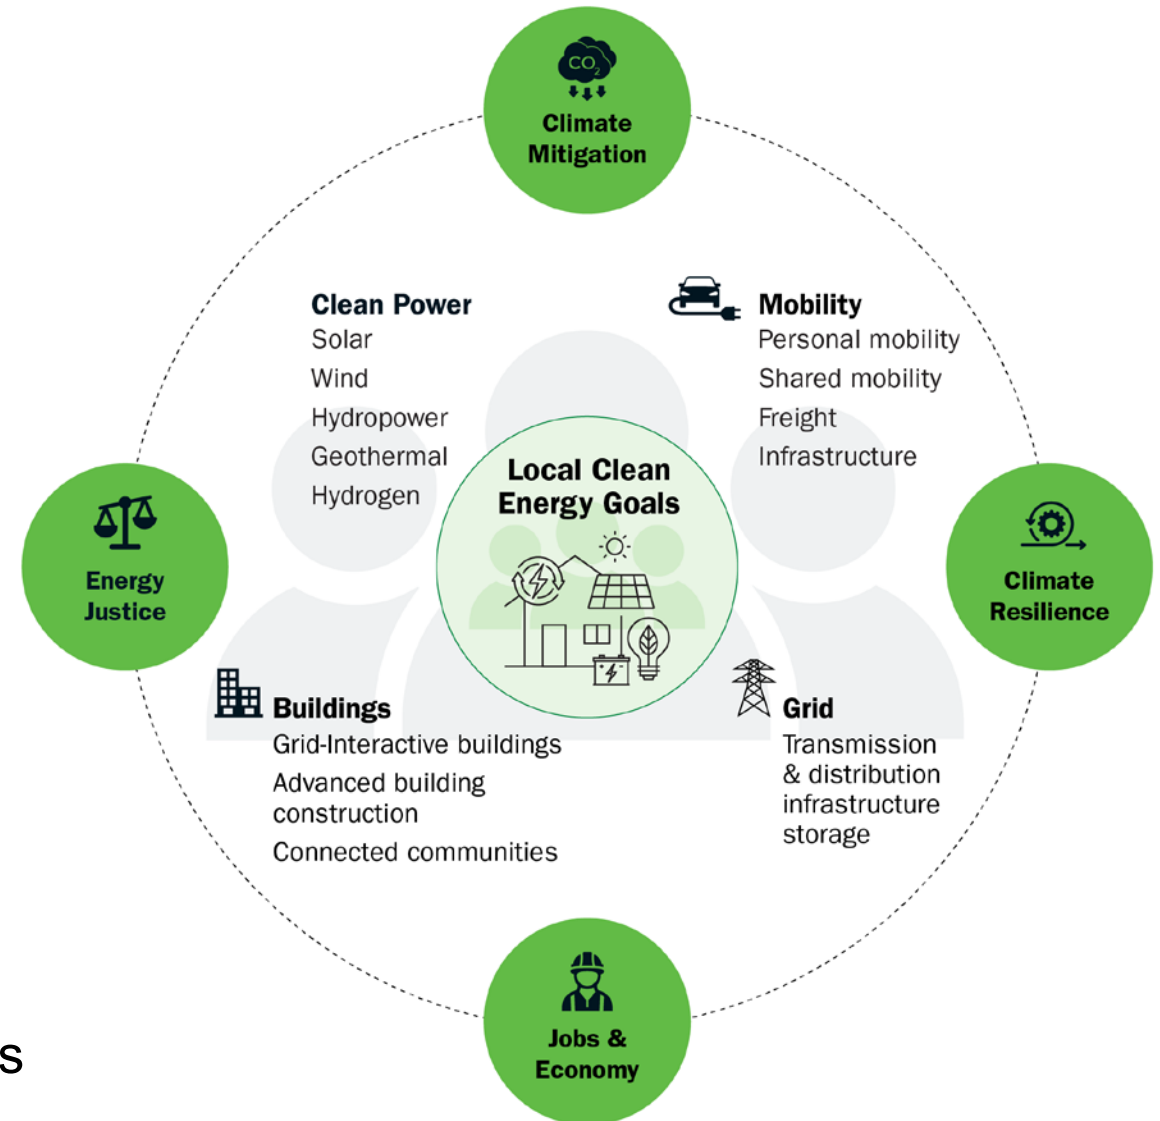 CO2
Climate
Mitigation
Clean Power
Solar
Wind
Hydropower
Geothermal
Hydrogen
Mobility
Personal mobility
Shared mobility
Freight
Infrastructure
Local Clean
Energy Goals
Energy
Justice
Climate
Resilience
Buildings
Grid-Interactive buildings
Advanced building
construction
Connected communities
Grid
Transmission
& distribution
infrastructure
storage
Jobs &
Economy
s